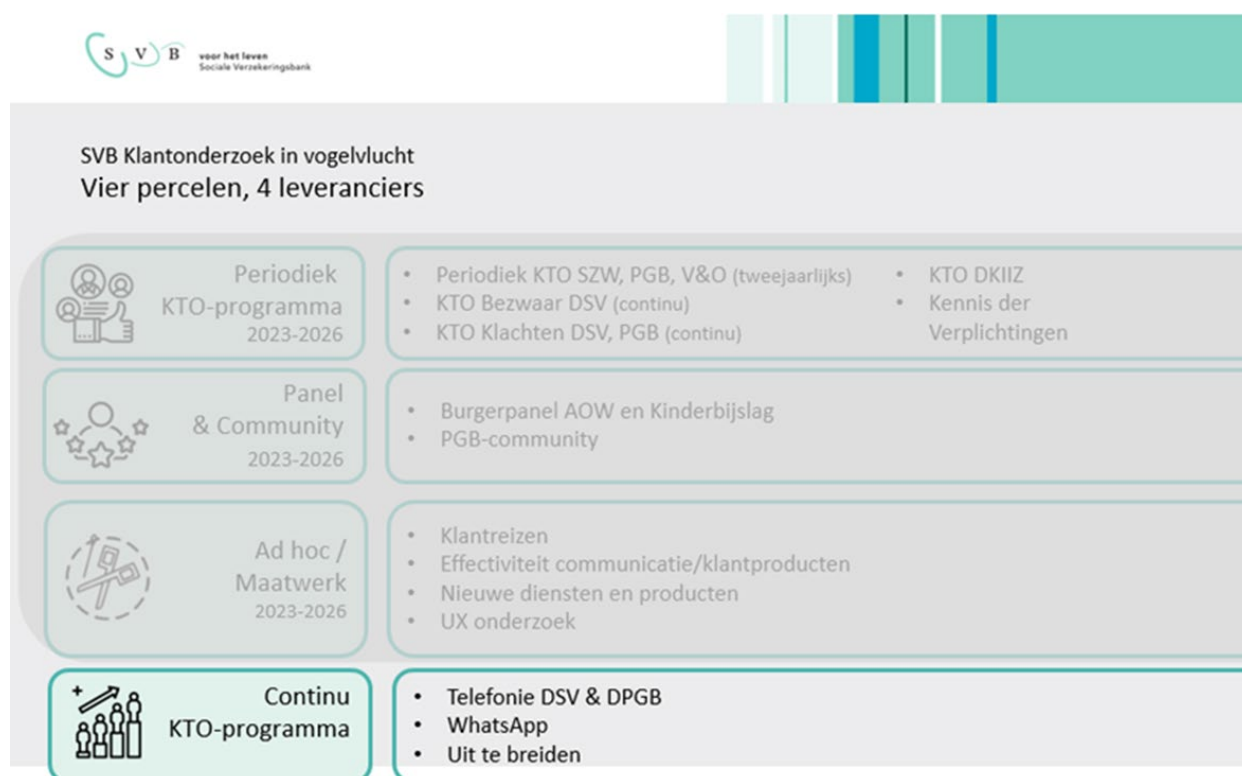 S V B voor het leven
Sociale Verzekeringsbank
SVB Klantonderzoek in vogelvlucht
Vier percelen, 4 leveranciers
Periodiek
KTO-programma
2023-2026
• Periodiek KTO SZW, PGB, V&O (tweejaarlijks)
• KTO Bezwaar DSV (continu)
• KTO Klachten DSV, PGB (continu)
• KTO DKIIZ
• Kennis der
Verplichtingen
Panel
& Community
2023-2026
• Burgerpanel AOW en Kinderbijslag
• PGB-community
Ad hoc /
Maatwerk
2023-2026
• Klantreizen
• Effectiviteit communicatie/klantproducten
• Nieuwe diensten en producten
• UX onderzoek
Continu
KTO-programma
• Telefonie DSV & DPGB
• WhatsApp
• Uit te breiden